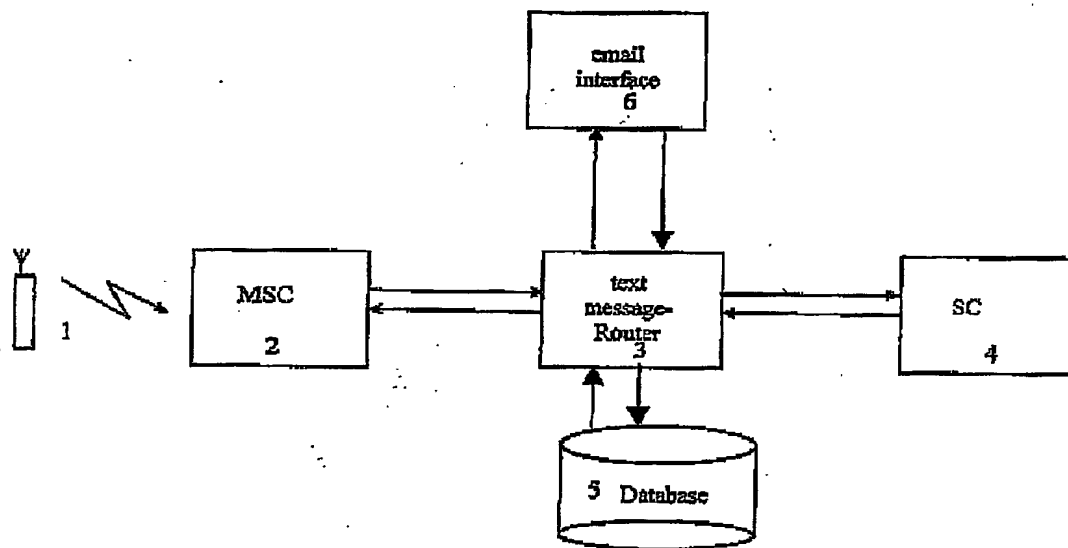 email
interface
6
MSC
2
1
text
message-
Router
3
SC
4
5 Database